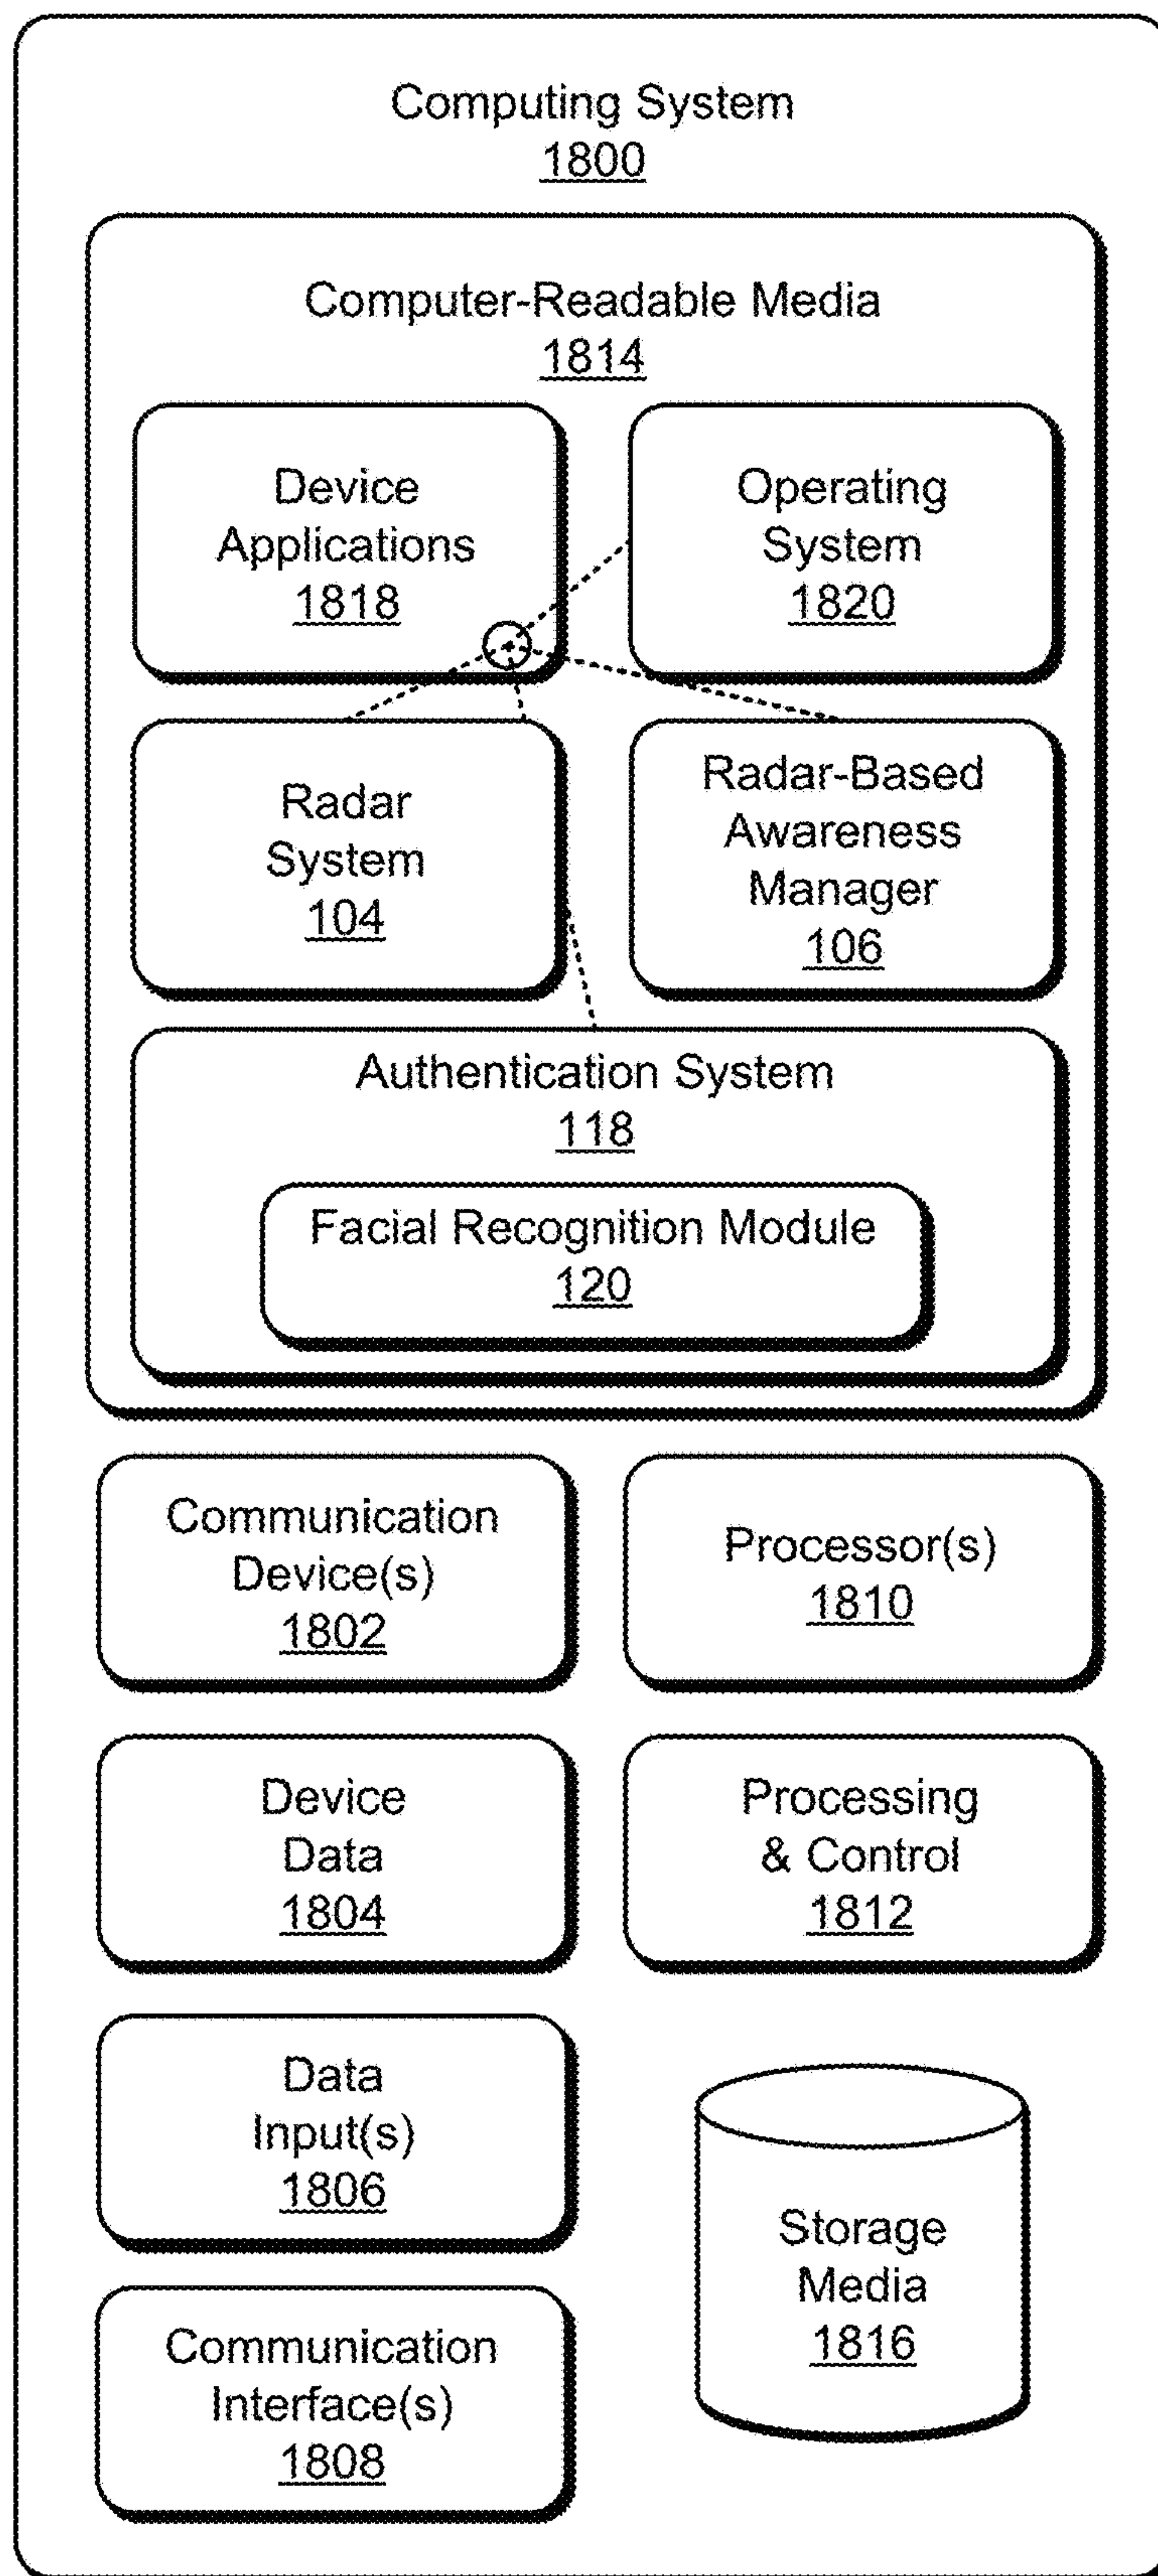 Computing System
1800
Computer-Readable Media
1814
Device
Applications
1818
Operating
System
1820
Radar
System
104
Radar-Based
Awareness
Manager
106
Authentication System
118
Facial Recognition Module
120
Communication
Device(s)
1802
Processor(s)
1810
Device
Data
1804
Processing
& Control
1812
Data
Input(s)
1806
Storage
Media
1816
Communication
Interface(s)
1808